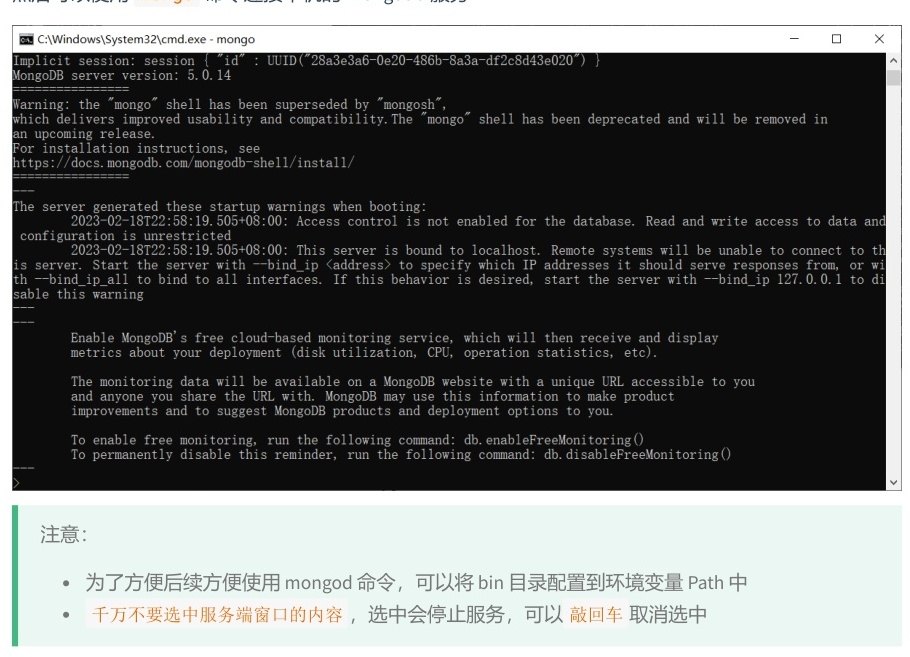 C:\Windows\System32\cmd.exe - mongo
Implicit session: session { "id" : UUID("28a3e3a6-0e20-486b-8a3a-df2c8d43e020") }
MongoDB server version: 5.0.14
================
Warning: the "mongo" shell has been superseded by "mongosh",
which delivers improved usability and compatibility.The "mongo" shell has been deprecated and will be removed in
an upcoming release.
For installation instructions, see
https://docs.mongodb.com/mongodb-shell/install/
================
---
The server generated these startup warnings when booting:
        2023-02-18T22:58:19.505+08:00: Access control is not enabled for the database. Read and write access to data and
 configuration is unrestricted
        2023-02-18T22:58:19.505+08:00: This server is bound to localhost. Remote systems will be unable to connect to th
is server. Start the server with --bind_ip <address> to specify which IP addresses it should serve responses from, or wi
th --bind_ip_all to bind to all interfaces. If this behavior is desired, start the server with --bind_ip 127.0.0.1 to di
sable this warning
---
---
        Enable MongoDB's free cloud-based monitoring service, which will then receive and display
        metrics about your deployment (disk utilization, CPU, operation statistics, etc).
        The monitoring data will be available on a MongoDB website with a unique URL accessible to you
        and anyone you share the URL with. MongoDB may use this information to make product
        improvements and to suggest MongoDB products and deployment options to you.
        To enable free monitoring, run the following command: db.enableFreeMonitoring()
        To permanently disable this reminder, run the following command: db.disableFreeMonitoring()
---
>
注意：
• 为了方便后续方便使用 mongod 命令，可以将 bin 目录配置到环境变量 Path 中
• 千万不要选中服务端窗口的内容 ，选中会停止服务，可以 敲回车 取消选中